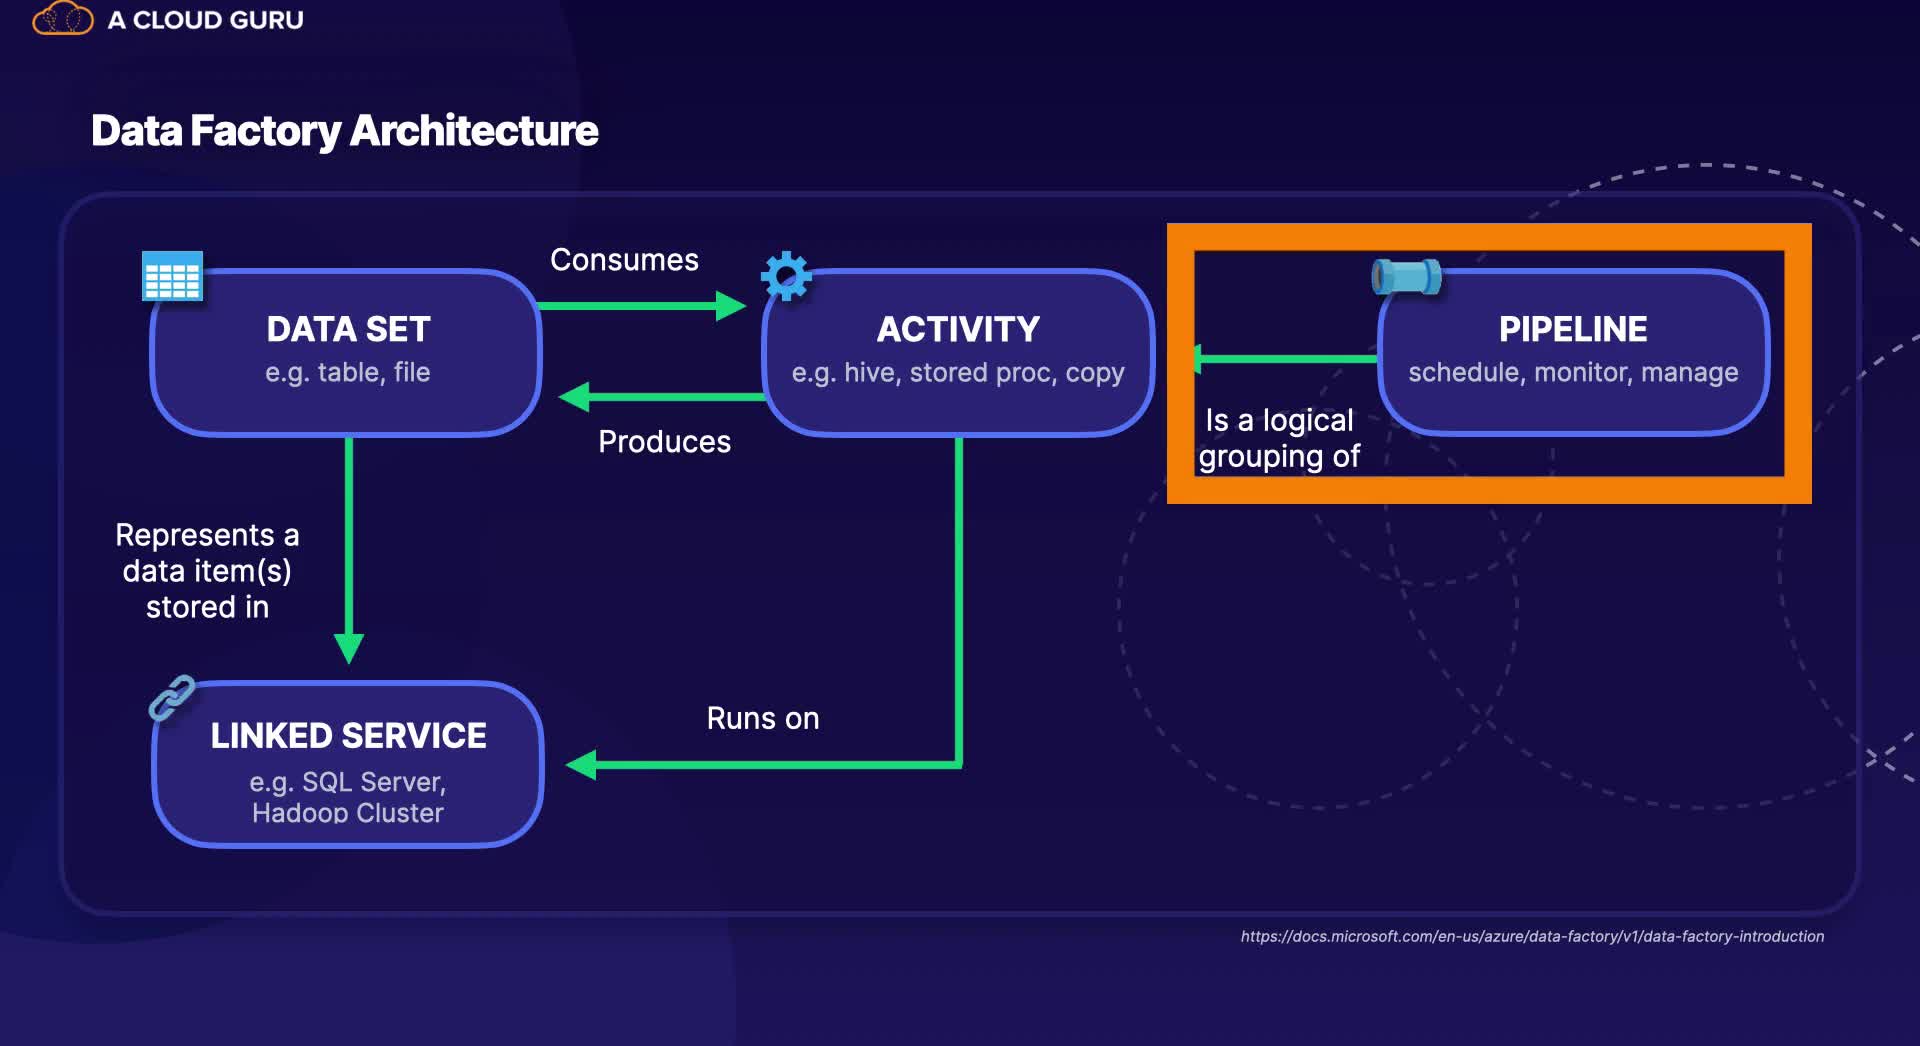 A CLOUD GURU
Data Factory Architecture
Consumes
DATA SET
e.g. table, file
ACTIVITY
e.g. hive, stored proc, copy
PIPELINE
schedule, monitor, manage
Produces
Is a logical
grouping of
Represents a
data item(s)
stored in
Runs on
LINKED SERVICE
e.g. SQL Server,
Hadoop Cluster
https://docs.microsoft.com/en-us/azure/data-factory/v1/data-factory-introduction